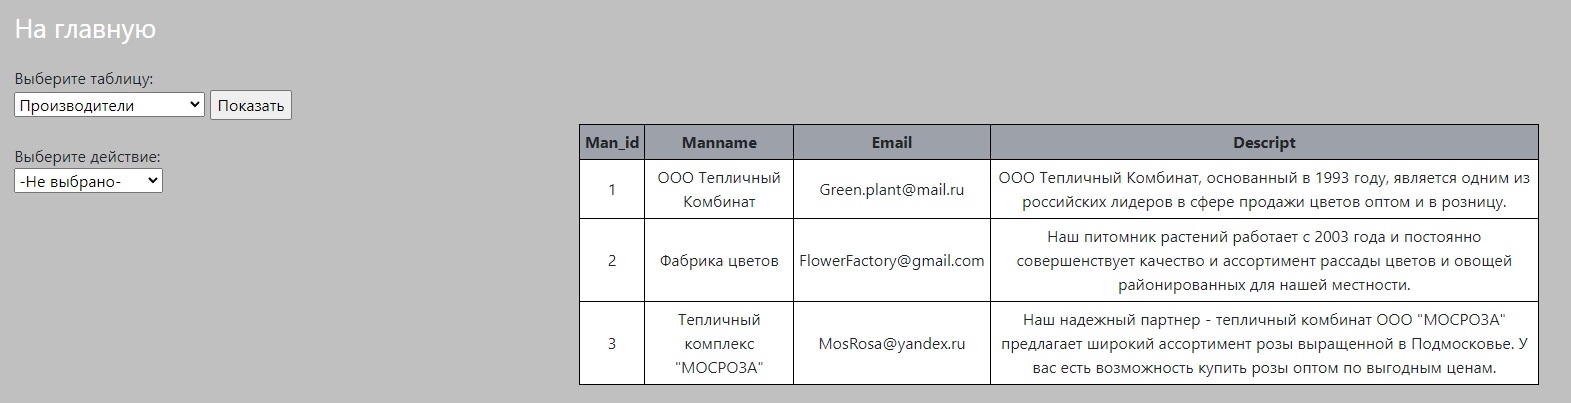 На главную
Выберите таблицу:
Производители Показать
Выберите действие:
-Не выбрано-
Man_id Manname Email Descript
1 ООО Тепличный Комбинат Green.plant@mail.ru ООО Тепличный Комбинат, основанный в 1993 году, является одним из
российских лидеров в сфере продажи цветов оптом и в розницу.
2 Фабрика цветов FlowerFactory@gmail.com Наш питомник растений работает с 2003 года и постоянно
совершенствует качество и ассортимент рассады цветов и овощей
районированных для нашей местности.
3 Тепличный комплекс "МОСРОЗА" MosRosa@yandex.ru Наш надежный партнер - тепличный комбинат ООО "МОСРОЗА"
предлагает широкий ассортимент розы выращенной в Подмосковье. У
вас есть возможность купить розы оптом по выгодным ценам.